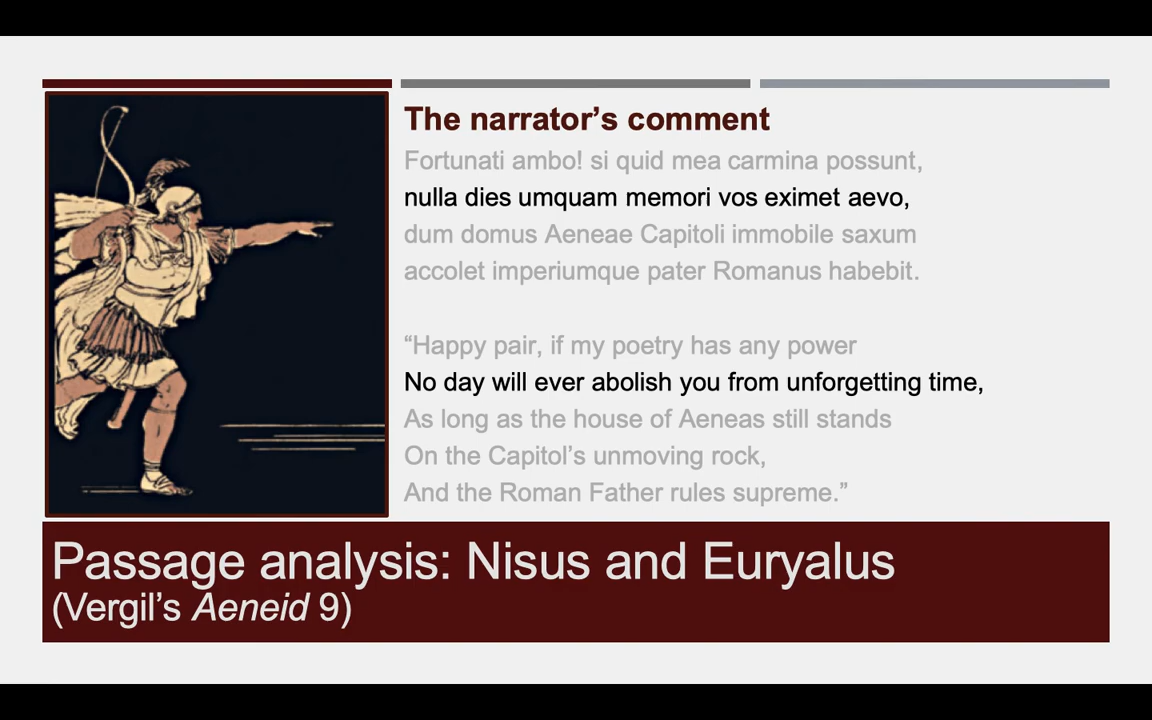 The narrator’s comment
Fortunati ambo! si quid mea carmina possunt,
nulla dies umquam memori vos eximet aevo,
dum domus Aeneae Capitoli immobile saxum
accolet imperiumque pater Romanus habebit.
“Happy pair, if my poetry has any power
No day will ever abolish you from unforgetting time,
As long as the house of Aeneas still stands
On the Capitol’s unmoving rock,
And the Roman Father rules supreme.”
Passage analysis: Nisus and Euryalus
(Vergil’s Aeneid 9)